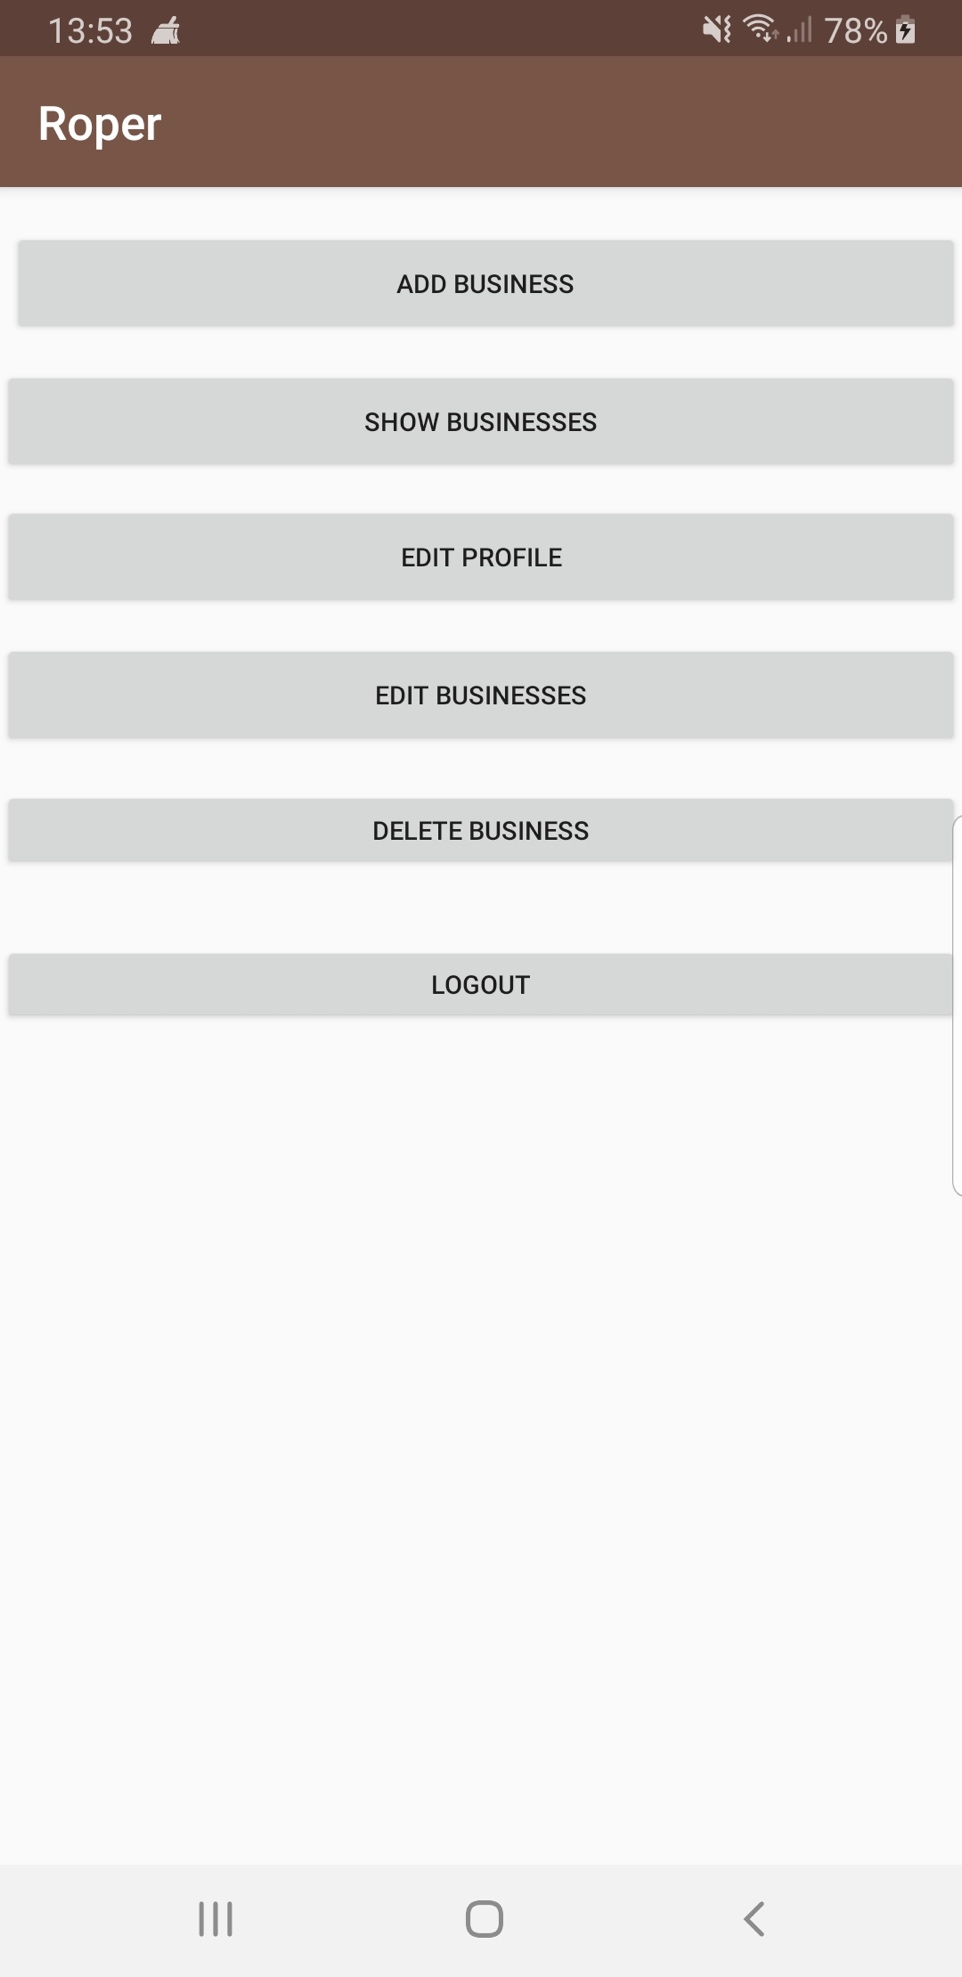 13:53 78%
Roper
ADD BUSINESS
SHOW BUSINESSES
EDIT PROFILE
EDIT BUSINESSES
DELETE BUSINESS
LOGOUT